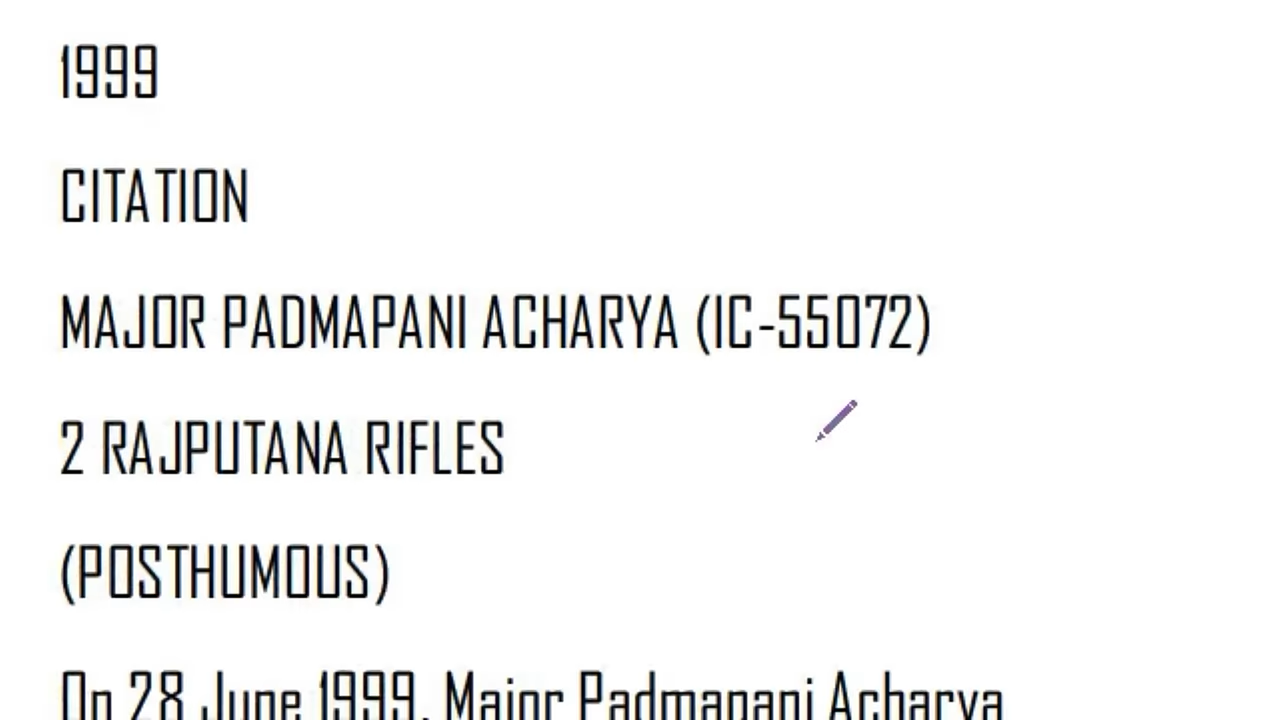 1999
CITATION
MAJOR PADMAPANI ACHARYA (IC-55072)
2 RAJPUTANA RIFLES
(POSTHUMOUS)
On 28 June 1999, Major Padmapani Acharya